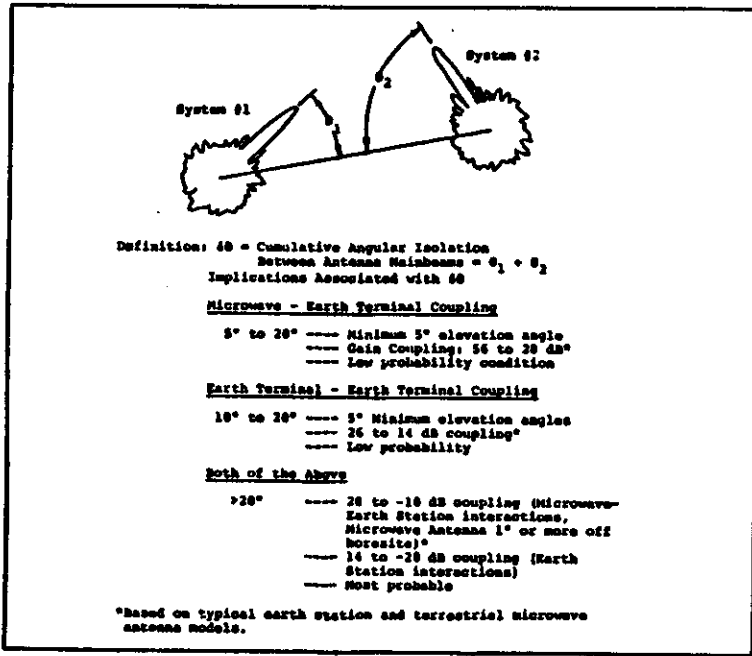 System #2
θ2
System #1
θ1
Definition: δθ = Cumulative Angular Isolation
Between Antenna Mainbeams = θ1 + θ2
Implications Associated with δθ
Microwave - Earth Terminal Coupling
5° to 20° ---- Minimum 5° elevation angle
---- Gain Coupling: 56 to 28 dB*
---- Low probability condition
Earth Terminal - Earth Terminal Coupling
10° to 20° ---- 5° Minimum elevation angles
---- 26 to 14 dB coupling*
---- Low probability
Both of the Above
>20° ---- 28 to -10 dB coupling (Microwave-
Earth Station interactions,
Microwave Antenna 1° or more off
boresite)*
---- 14 to -20 dB coupling (Earth
Station interactions)
---- Most probable
*Based on typical earth station and terrestrial microwave
antenna models.